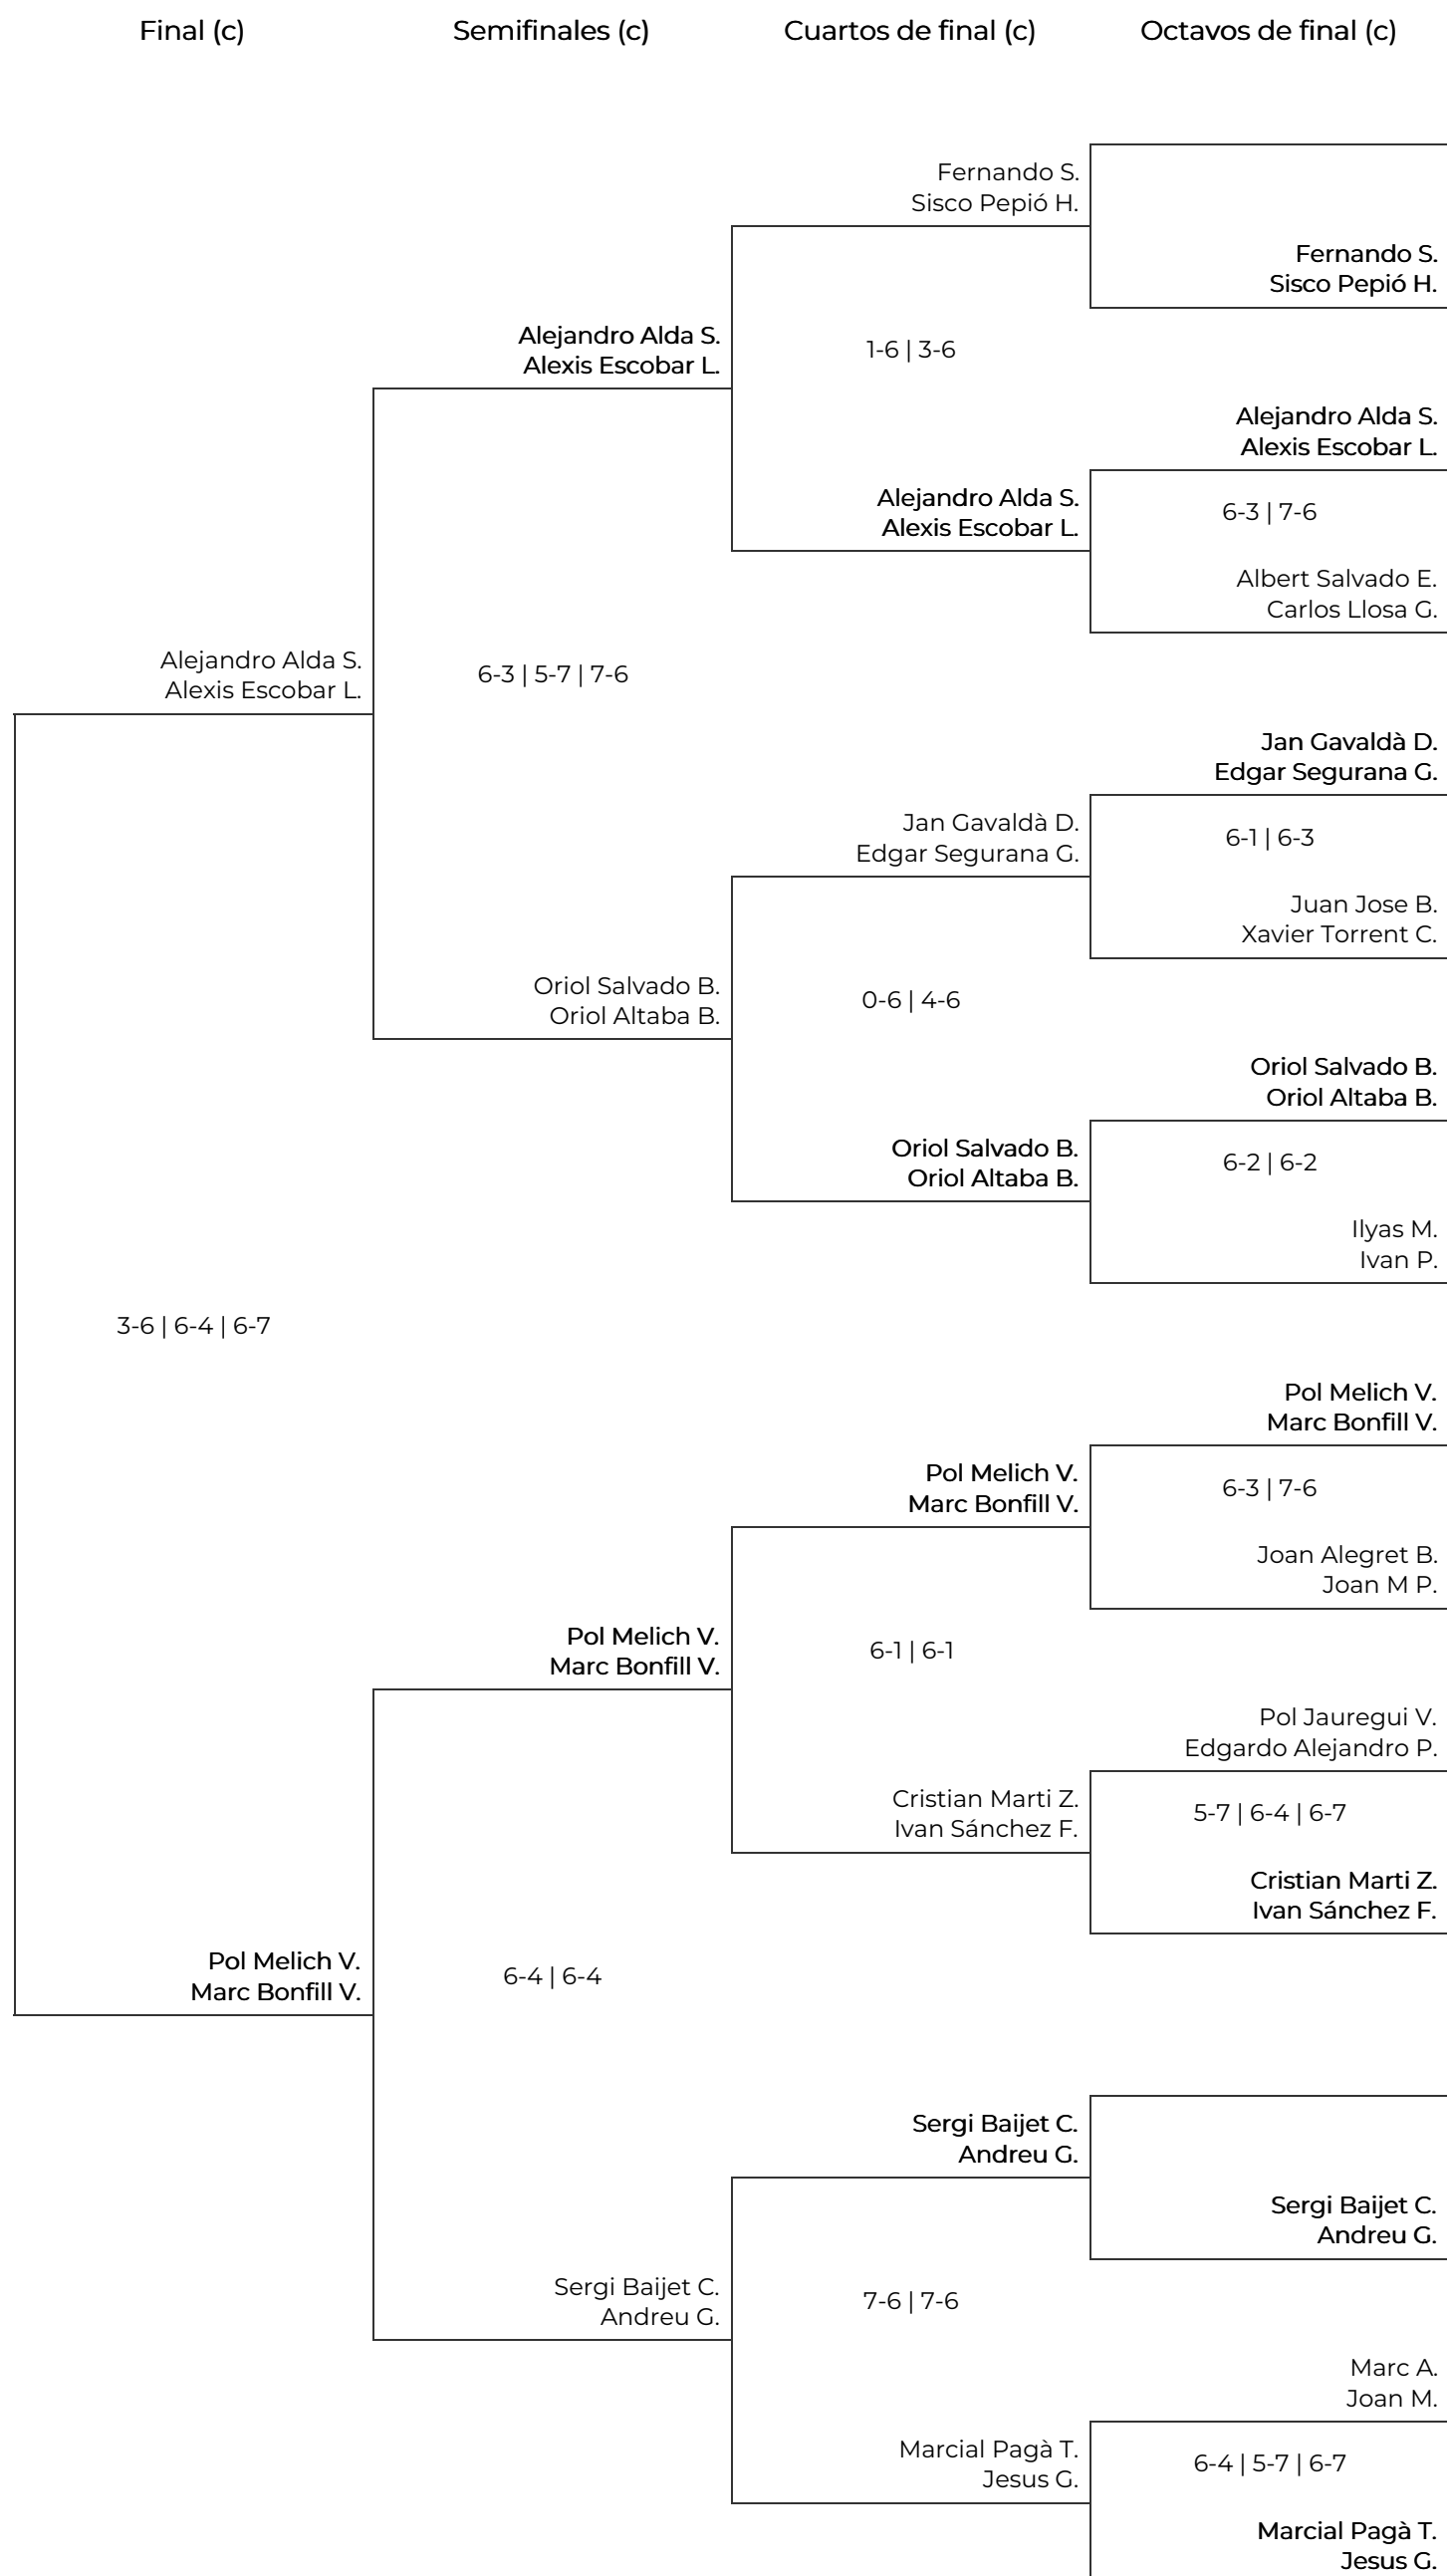 Final (c)
Semifinales (c)
Cuartos de final (c)
Octavos de final (c)
Fernando S.
Sisco Pepió H.
Fernando S.
Sisco Pepió H.
Alejandro Alda S.
Alexis Escobar L.
1-6 | 3-6
Alejandro Alda S.
Alexis Escobar L.
Alejandro Alda S.
Alexis Escobar L.
6-3 | 7-6
Albert Salvado E.
Carlos Llosa G.
Alejandro Alda S.
Alexis Escobar L.
6-3 | 5-7 | 7-6
Jan Gavaldà D.
Edgar Segurana G.
Jan Gavaldà D.
Edgar Segurana G.
6-1 | 6-3
Juan Jose B.
Xavier Torrent C.
Oriol Salvado B.
Oriol Altaba B.
0-6 | 4-6
Oriol Salvado B.
Oriol Altaba B.
Oriol Salvado B.
Oriol Altaba B.
6-2 | 6-2
Ilyas M.
Ivan P.
3-6 | 6-4 | 6-7
Pol Melich V.
Marc Bonfill V.
Pol Melich V.
Marc Bonfill V.
6-3 | 7-6
Joan Alegret B.
Joan M P.
Pol Melich V.
Marc Bonfill V.
6-1 | 6-1
Pol Jauregui V.
Edgardo Alejandro P.
Cristian Marti Z.
Ivan Sánchez F.
5-7 | 6-4 | 6-7
Cristian Marti Z.
Ivan Sánchez F.
Pol Melich V.
Marc Bonfill V.
6-4 | 6-4
Sergi Baijet C.
Andreu G.
Sergi Baijet C.
Andreu G.
Sergi Baijet C.
Andreu G.
7-6 | 7-6
Marc A.
Joan M.
Marcial Pagà T.
Jesus G.
6-4 | 5-7 | 6-7
Marcial Pagà T.
Jesus G.